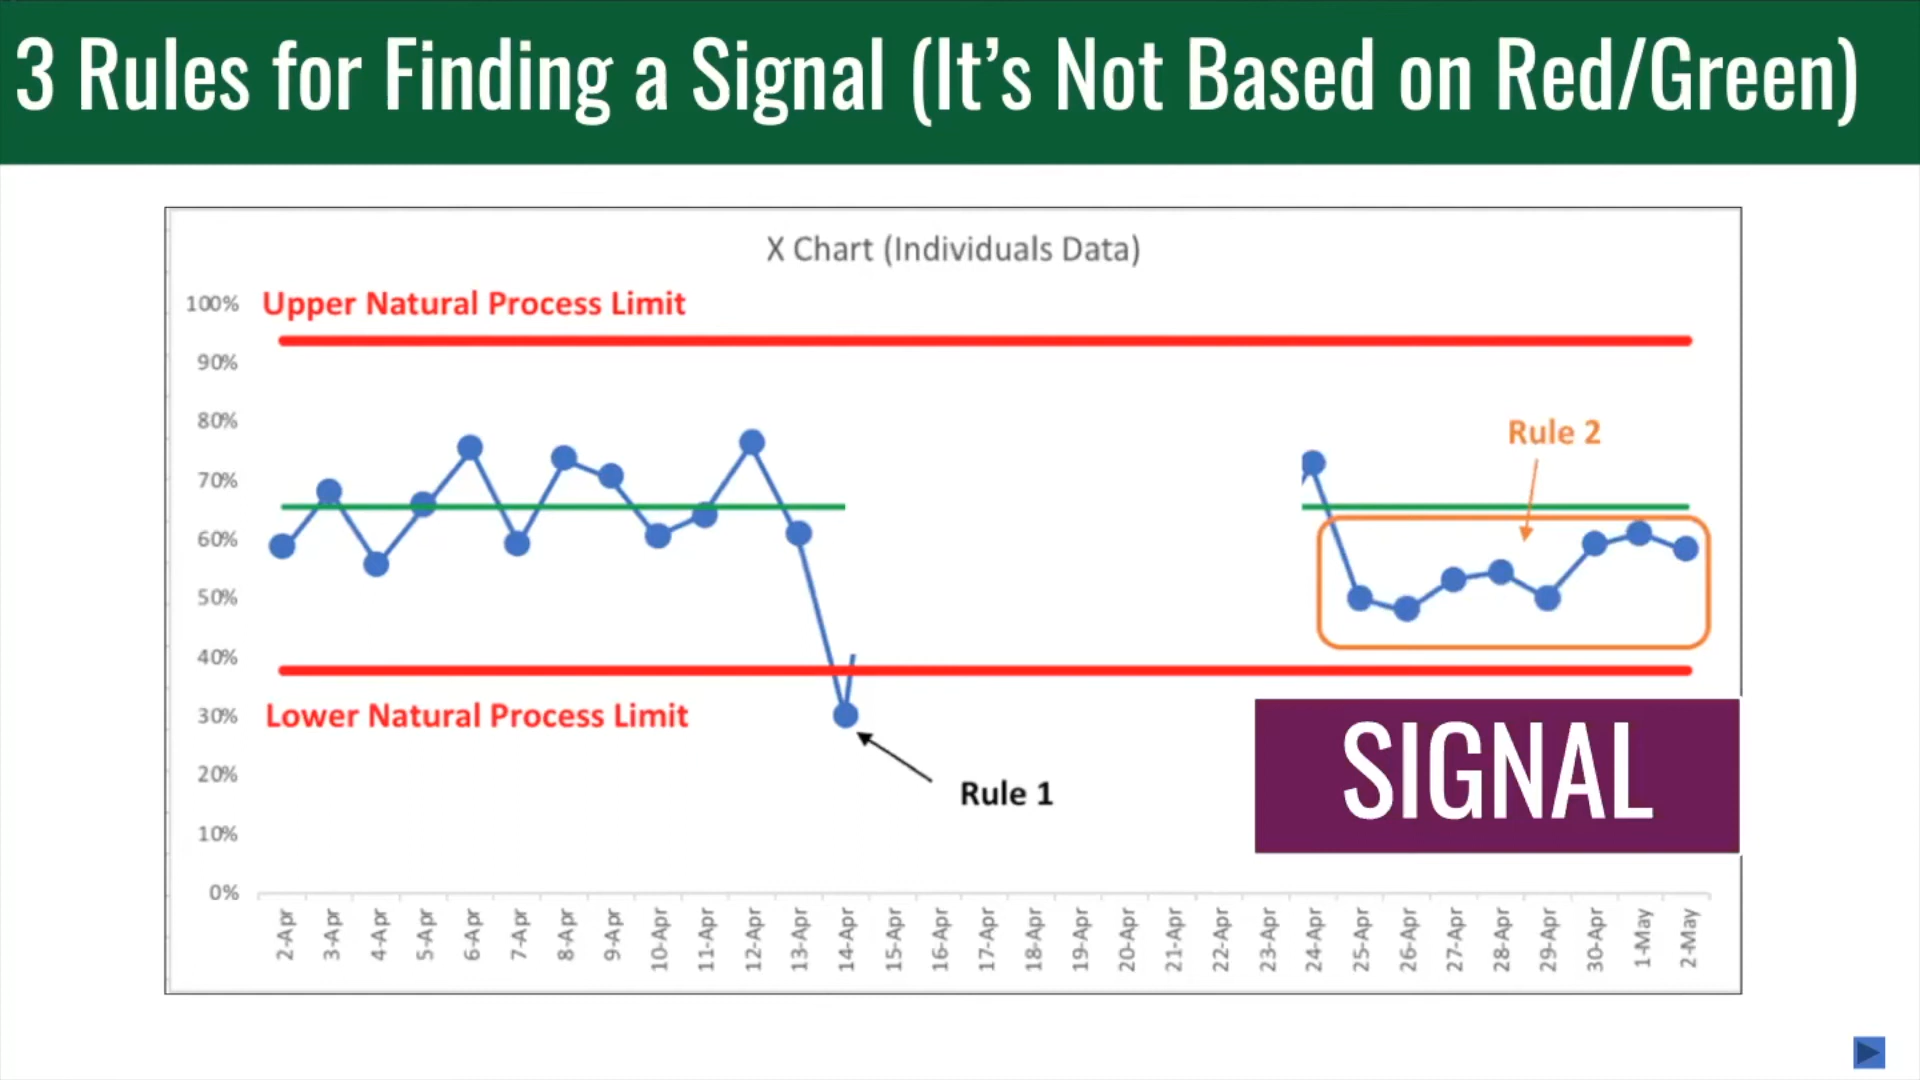 3 Rules for Finding a Signal (It's Not Based on Red/Green)
X Chart (Individuals Data)
100%
Upper Natural Process Limit
90%
80%
Rule 2
70%
60%
50%
40%
30%
Lower Natural Process Limit
20%
Rule 1
SIGNAL
10%
0%
2-Apr
3-Apr
4-Apr
5-Apr
6-Apr
7-Apr
8-Apr
9-Apr
10-Apr
11-Apr
12-Apr
13-Apr
14-Apr
15-Apr
16-Apr
17-Apr
18-Apr
19-Apr
20-Apr
21-Apr
22-Apr
23-Apr
24-Apr
25-Apr
26-Apr
27-Apr
28-Apr
29-Apr
30-Apr
1-May
2-May